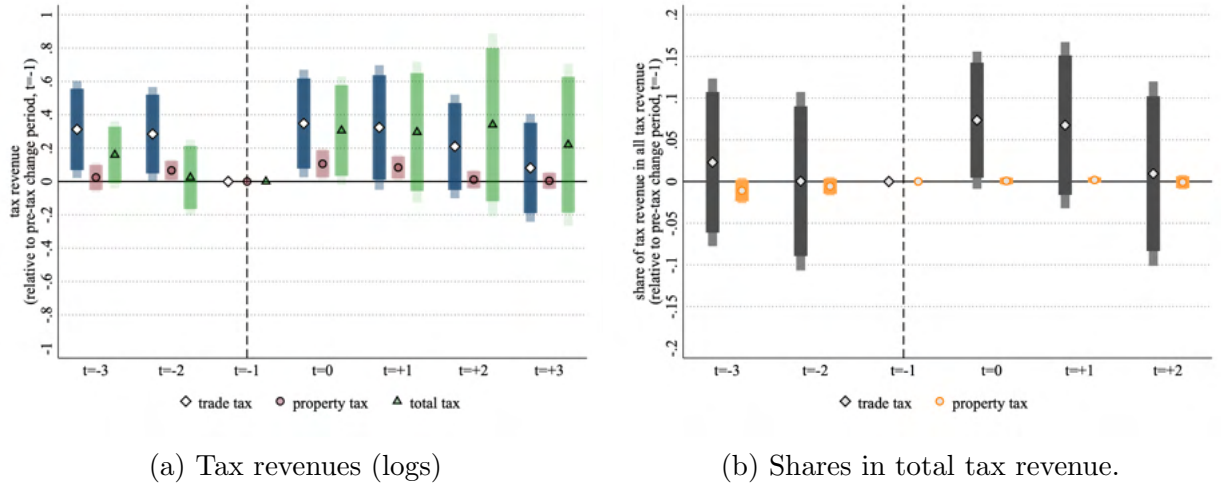 tax revenue
(relative to pre-tax change period, t=-1)
1
.8
.6
.4
.2
0
-.2
-.4
-.6
-.8
-1
t=-3 t=-2 t=-1 t=0 t=+1 t=+2 t=+3
trade tax property tax total tax
(a) Tax revenues (logs)
share of tax revenue in all tax revenue
(relative to pre-tax change period, t=-1)
.2
.15
.1
.05
0
-.05
-.1
-.15
-.2
t=-3 t=-2 t=-1 t=0 t=+1 t=+2
trade tax property tax
(b) Shares in total tax revenue.